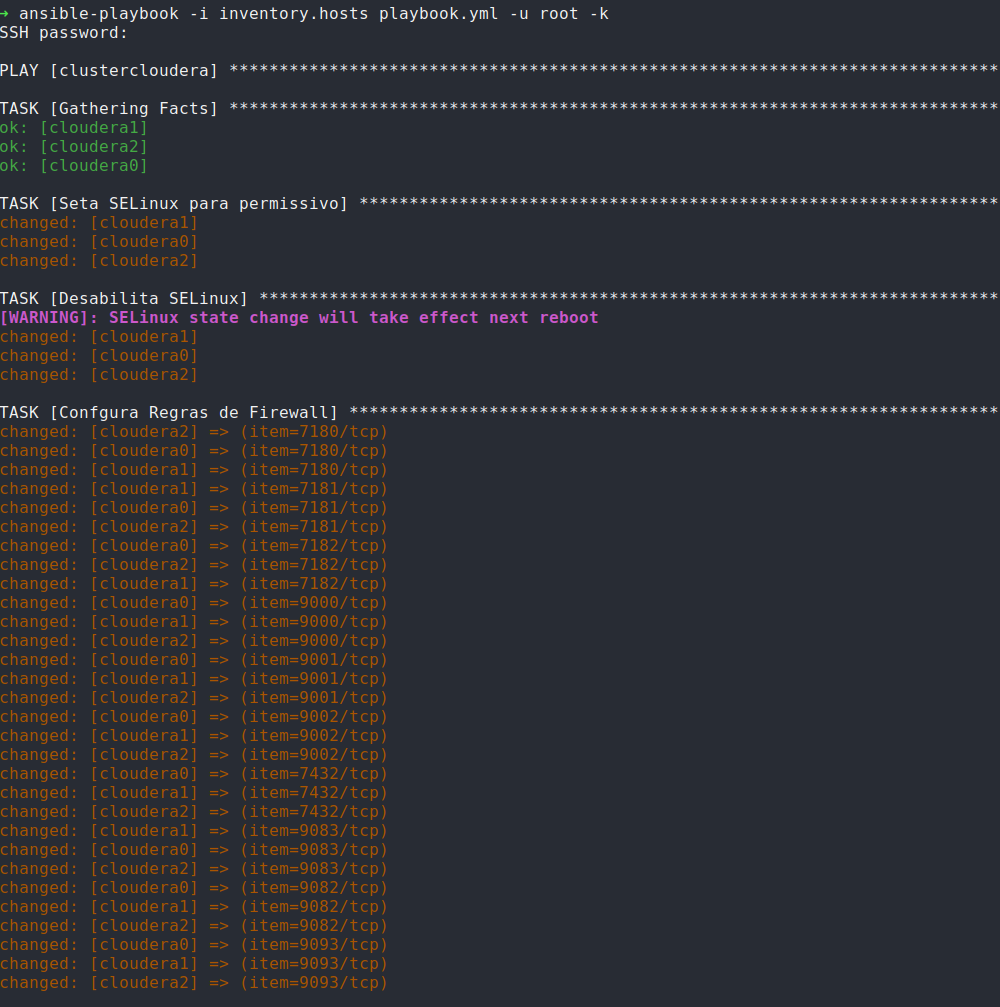 → ansible-playbook -i inventory.hosts playbook.yml -u root -k
SSH password:
PLAY [clustercloudera] *****************************************************************************
TASK [Gathering Facts] *****************************************************************************
ok: [cloudera1]
ok: [cloudera2]
ok: [cloudera0]
TASK [Seta SELinux para permissivo] ****************************************************************
changed: [cloudera1]
changed: [cloudera0]
changed: [cloudera2]
TASK [Desabilita SELinux] **************************************************************************
[WARNING]: SELinux state change will take effect next reboot
changed: [cloudera1]
changed: [cloudera0]
changed: [cloudera2]
TASK [Confgura Regras de Firewall] *****************************************************************
changed: [cloudera2] => (item=7180/tcp)
changed: [cloudera0] => (item=7180/tcp)
changed: [cloudera1] => (item=7180/tcp)
changed: [cloudera1] => (item=7181/tcp)
changed: [cloudera0] => (item=7181/tcp)
changed: [cloudera2] => (item=7181/tcp)
changed: [cloudera0] => (item=7182/tcp)
changed: [cloudera2] => (item=7182/tcp)
changed: [cloudera1] => (item=7182/tcp)
changed: [cloudera0] => (item=9000/tcp)
changed: [cloudera1] => (item=9000/tcp)
changed: [cloudera2] => (item=9000/tcp)
changed: [cloudera0] => (item=9001/tcp)
changed: [cloudera1] => (item=9001/tcp)
changed: [cloudera2] => (item=9001/tcp)
changed: [cloudera0] => (item=9002/tcp)
changed: [cloudera1] => (item=9002/tcp)
changed: [cloudera2] => (item=9002/tcp)
changed: [cloudera0] => (item=7432/tcp)
changed: [cloudera1] => (item=7432/tcp)
changed: [cloudera2] => (item=7432/tcp)
changed: [cloudera1] => (item=9083/tcp)
changed: [cloudera0] => (item=9083/tcp)
changed: [cloudera2] => (item=9083/tcp)
changed: [cloudera0] => (item=9082/tcp)
changed: [cloudera1] => (item=9082/tcp)
changed: [cloudera2] => (item=9082/tcp)
changed: [cloudera0] => (item=9093/tcp)
changed: [cloudera1] => (item=9093/tcp)
changed: [cloudera2] => (item=9093/tcp)